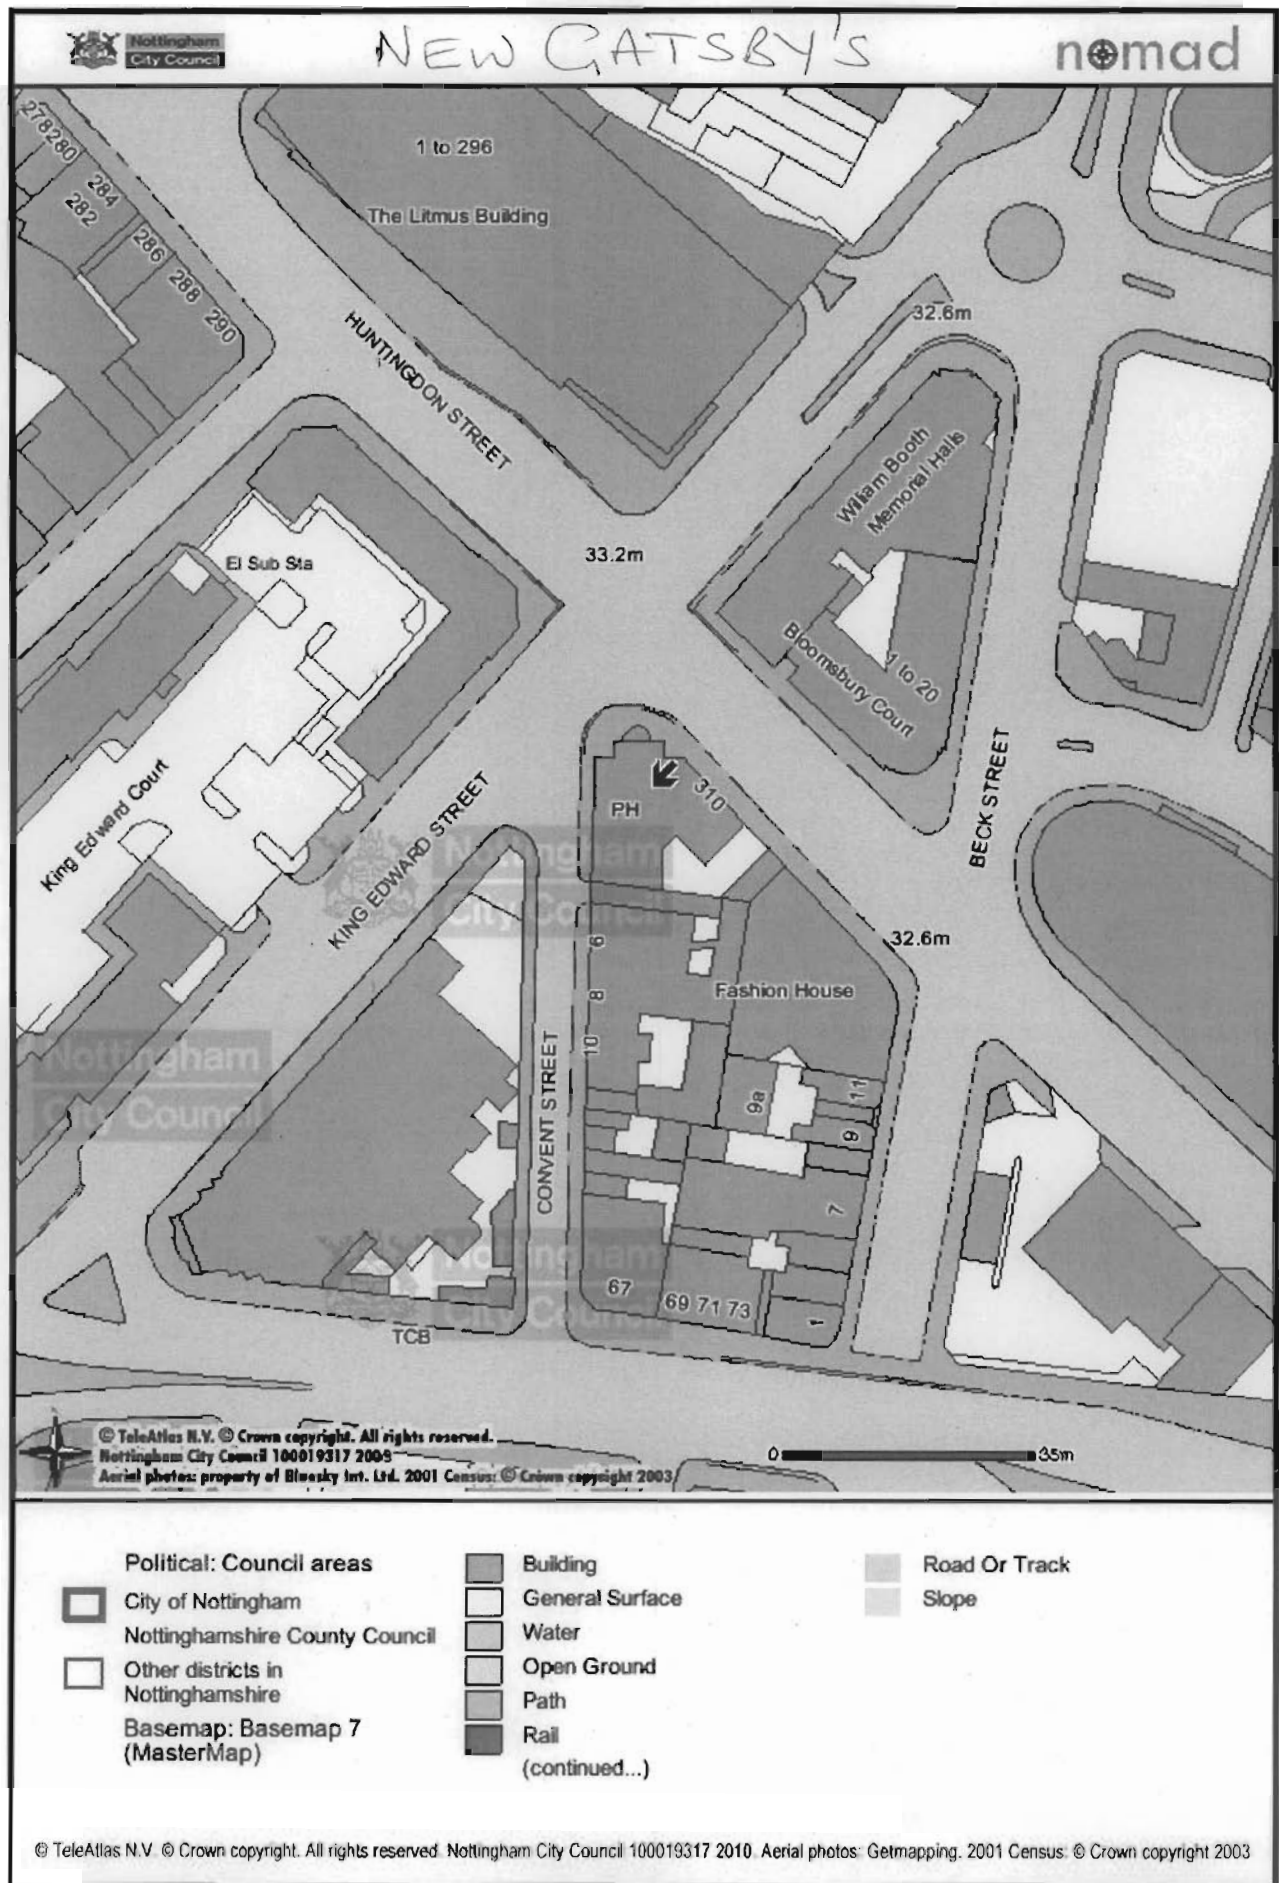 Nottingham
City Council
NEW GATSBY'S
nomad
278280
284
282
286
288
290
1 to 296
The Litmus Building
HUNTINGDON STREET
32.6m
William Booth
Memorial Halls
El Sub Sta
33.2m
Bloomsbury Court
1 to 20
King Edward Court
KING EDWARD STREET
BECK STREET
310
PH
Nottingham
City Council
32.6m
6
8
10
Fashion House
Nottingham
City Council
CONVENT STREET
9a
11
9
7
Nottingham
City Council
67
69 71 73
1
TCB
© TeleAtlas N.V. © Crown copyright. All rights reserved.
Nottingham City Council 100019317 2009
Aerial photos: property of Bluesky Int. Ltd. 2001 Census: © Crown copyright 2003
0 35m
Political: Council areas
City of Nottingham
Nottinghamshire County Council
Other districts in
Nottinghamshire
Basemap: Basemap 7
(MasterMap)
Building
General Surface
Water
Open Ground
Path
Rail
(continued...)
Road Or Track
Slope
© TeleAtlas N.V. © Crown copyright. All rights reserved. Nottingham City Council 100019317 2010. Aerial photos: Getmapping. 2001 Census: © Crown copyright 2003